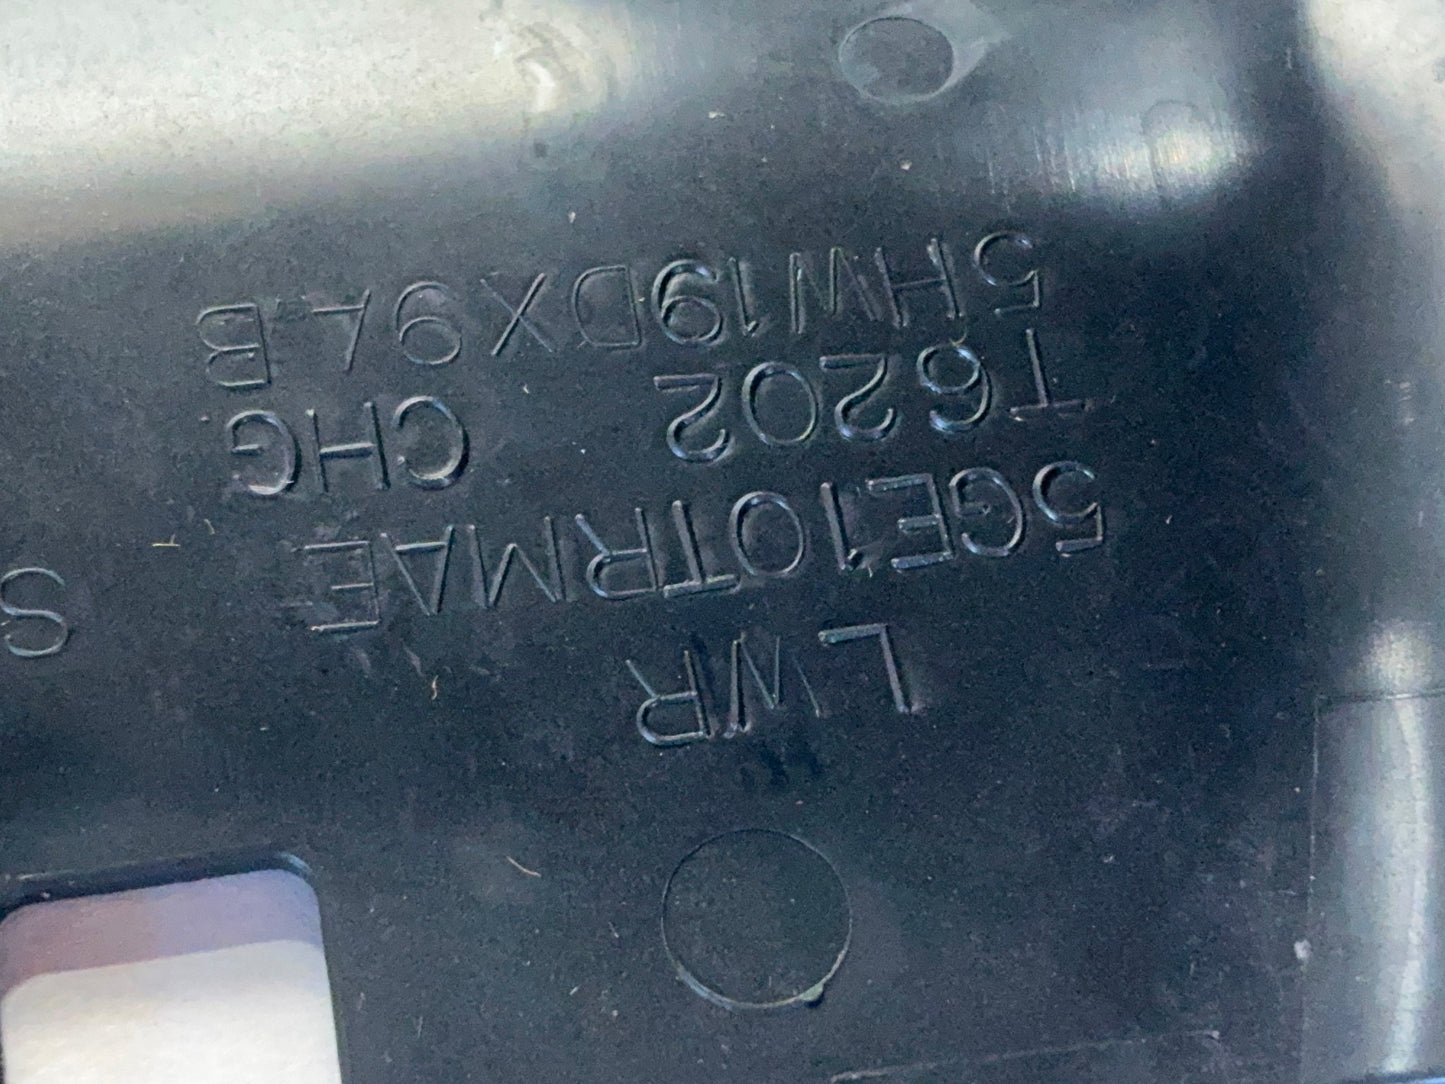 LWR
5GE10TRMAE
T6202 CHG
5HW19DX9AB
S